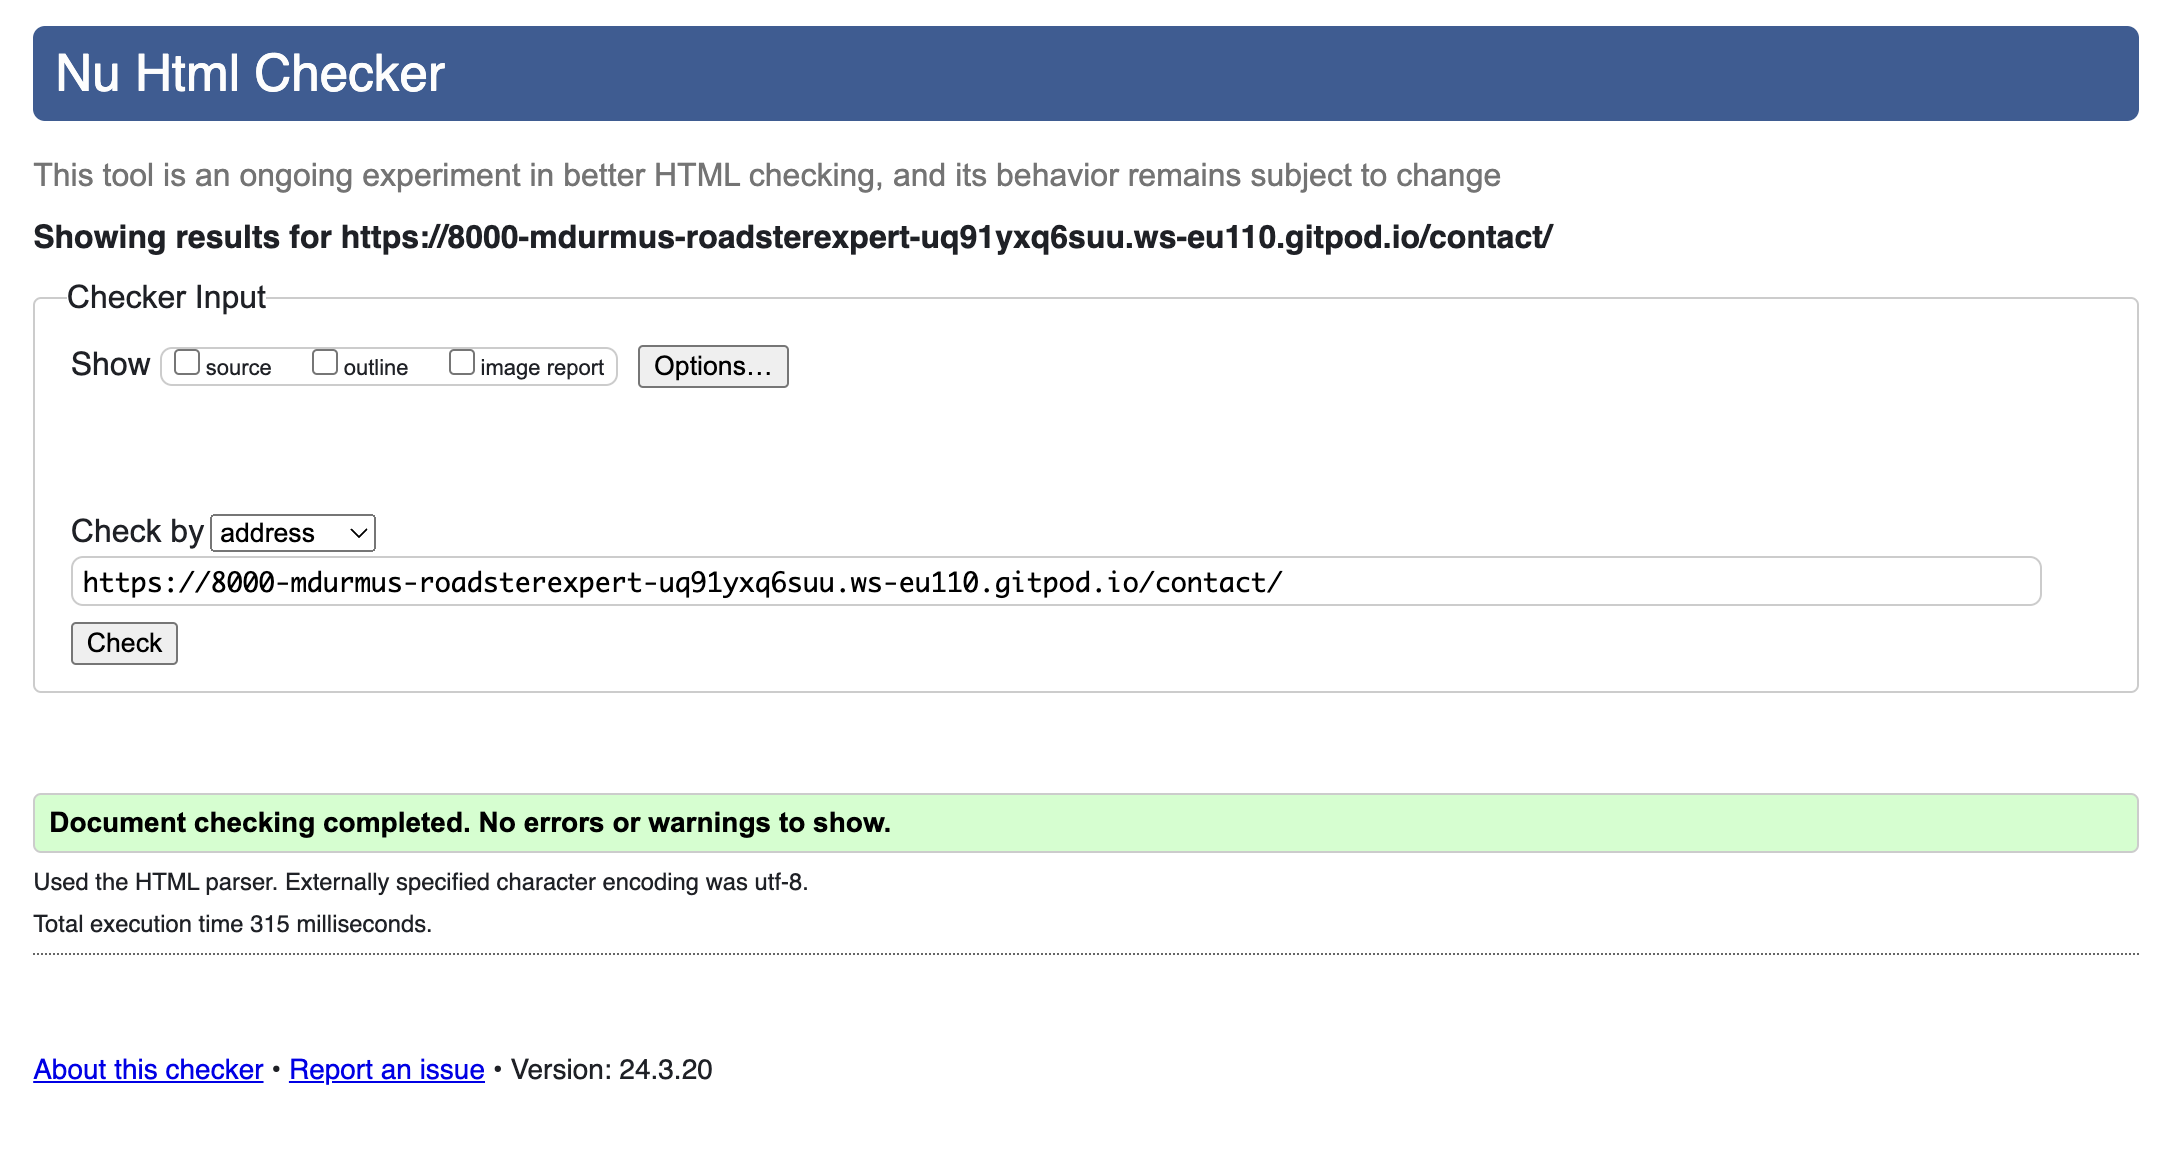 Nu Html Checker
This tool is an ongoing experiment in better HTML checking, and its behavior remains subject to change
Showing results for https://8000-mdurmus-roadsterexpert-uq91yxq6suu.ws-eu110.gitpod.io/contact/
Checker Input
Show source outline image report Options...
Check by address
https://8000-mdurmus-roadsterexpert-uq91yxq6suu.ws-eu110.gitpod.io/contact/
Check
Document checking completed. No errors or warnings to show.
Used the HTML parser. Externally specified character encoding was utf-8.
Total execution time 315 milliseconds.
About this checker • Report an issue • Version: 24.3.20